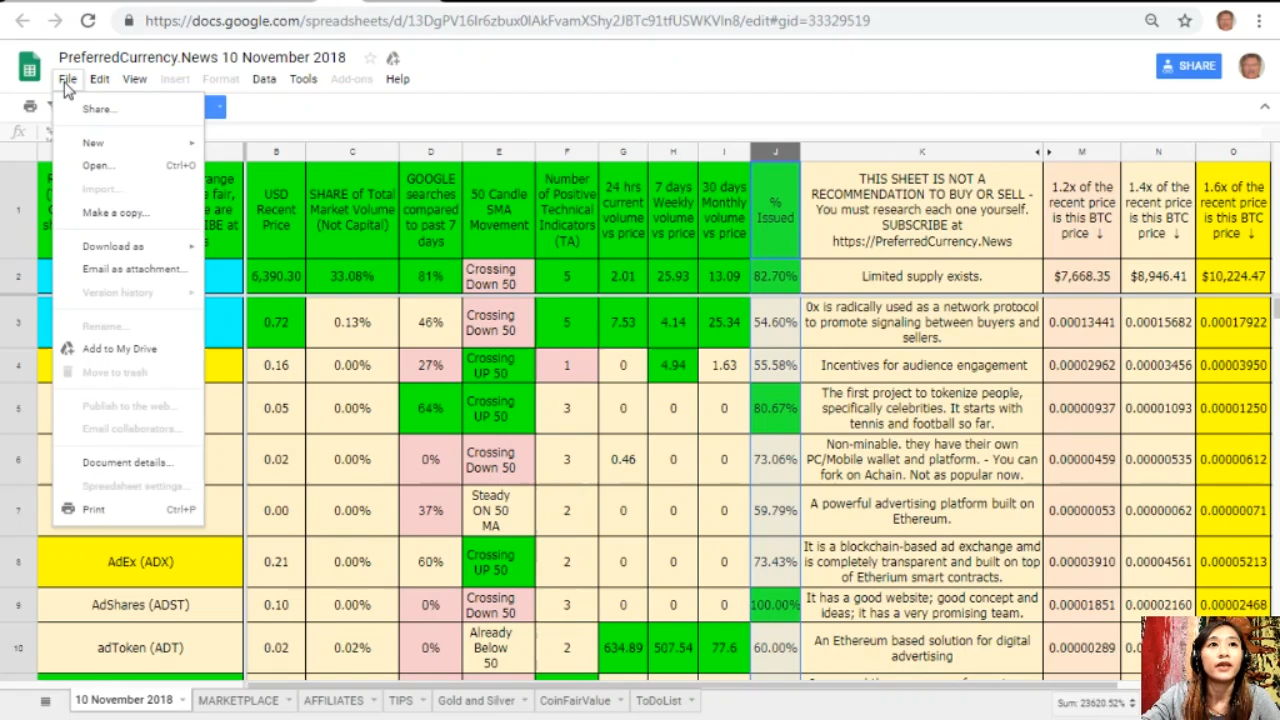 https://docs.google.com/spreadsheets/d/13DgPV16Ir6zbux0IAkFvamXShy2J8Tc91tfUSWKVIn8/edit#gid=33329519
PreferredCurrency.News 10 November 2018
File Edit View Insert Format Data Tools Add-ons Help
SHARE
Share...
New
Open... Ctrl+O
Import...
Make a copy...
Download as
Email as attachment...
Version history
Rename...
Add to My Drive
Move to trash
Publish to the web...
Email collaborators...
Document details...
Spreadsheet settings...
Print Ctrl+P
fx
B C D E F G H I J K M N O
1
USD
Recent
Price
SHARE of Total
Market Volume
(Not Capital)
GOOGLE
searches
compared
to past 7
days
50 Candle
SMA
Movement
Number
of Positive
Technical
Indicators
(TA)
24 hrs
current
volume
vs price
7 days
Weekly
volume
vs price
30 days
Monthly
volume
vs price
%
Issued
THIS SHEET IS NOT A
RECOMMENDATION TO BUY OR SELL -
You must research each one yourself.
SUBSCRIBE at
https://PreferredCurrency.News
1.2x of the
recent price
is this BTC
price ↓
1.4x of the
recent price
is this BTC
price ↓
1.6x of the
recent price
is this BTC
price ↓
2 6,390.30 33.08% 81% Crossing
Down 50
5 2.01 25.93 13.09 82.70% Limited supply exists. $7,668.35 $8,946.41 $10,224.47
3 0.72 0.13% 46% Crossing
Down 50
5 7.53 4.14 25.34 54.60%
0x is radically used as a network protocol
to promote signaling between buyers and
sellers.
0.00013441 0.00015682 0.00017922
4 0.16 0.00% 27% Crossing
UP 50
1 0 4.94 1.63 55.58% Incentives for audience engagement 0.00002962 0.00003456 0.00003950
5 0.05 0.00% 64% Crossing
UP 50
3 0 0 0 80.67%
The first project to tokenize people,
specifically celebrities. It starts with
tennis and football so far.
0.00000937 0.00001093 0.00001250
6 0.02 0.00% 0% Crossing
Down 50
3 0.46 0 0 73.06%
Non-minable. they have their own
PC/Mobile wallet and platform. - You can
fork on Achain. Not as popular now.
0.00000459 0.00000535 0.00000612
7 0.00 0.00% 37% Steady
ON 50
MA
2 0 0 0 59.79%
A powerful advertising platform built on
Ethereum.
0.00000053 0.00000062 0.00000071
8 AdEx (ADX) 0.21 0.00% 60% Crossing
UP 50
2 0 0 0 73.43%
It is a blockchain-based ad exchange amd
is completely transparent and built on top
of Etherium smart contracts.
0.00003910 0.00004561 0.00005213
9 AdShares (ADST) 0.10 0.00% 0% Crossing
Down 50
3 0 0 0 100.00%
It has a good website; good concept and
ideas; it has a very promising team.
0.00001851 0.00002160 0.00002468
10 adToken (ADT) 0.02 0.02% 0% Already
Below
50
2 634.89 507.54 77.6 60.00%
An Ethereum based solution for digital
advertising
0.00000289
10 November 2018 MARKETPLACE AFFILIATES TIPS Gold and Silver CoinFairValue ToDoList Sum: 23620.52%